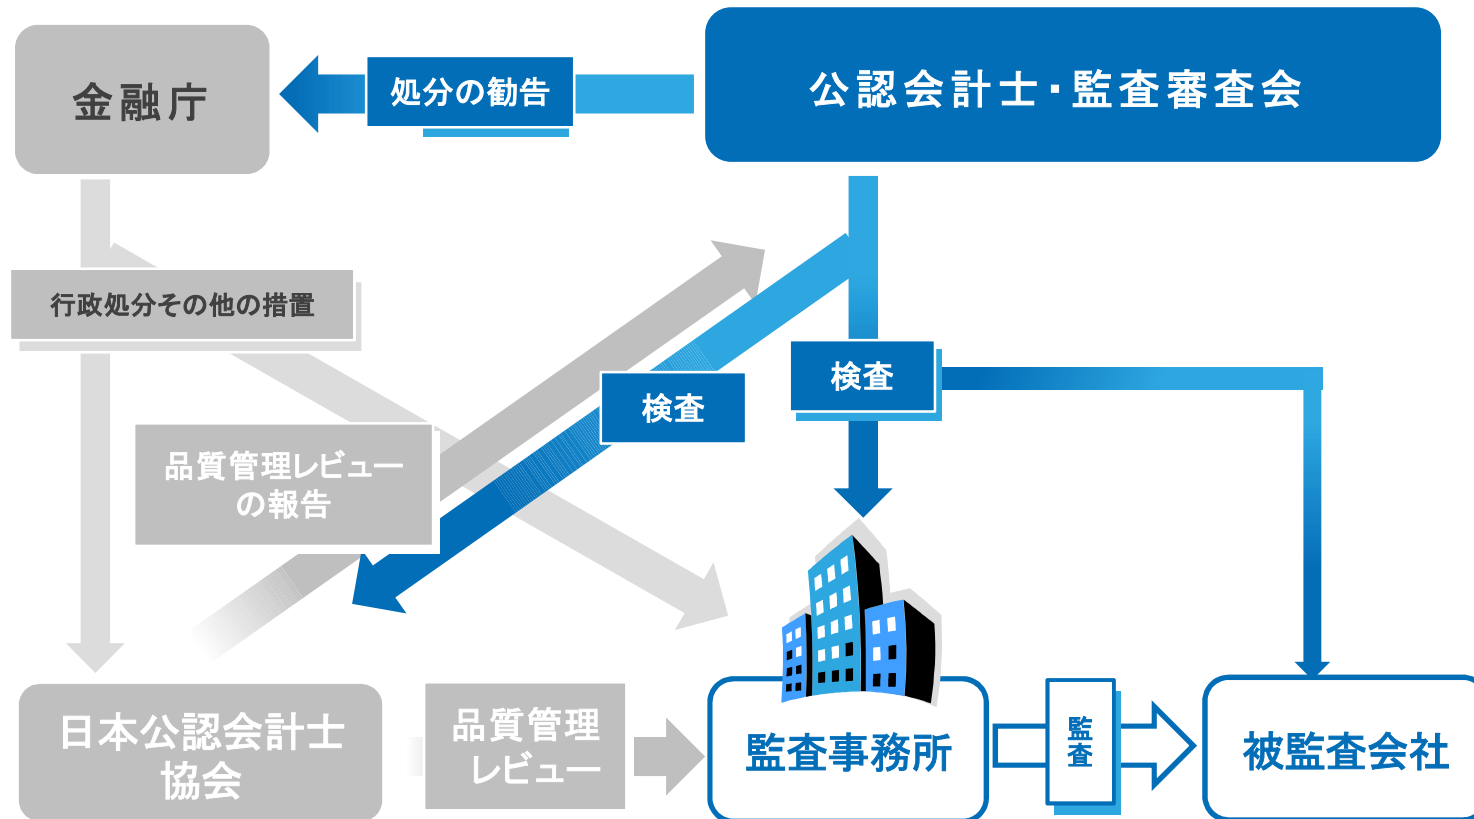 金融庁
処分の勧告
公認会計士・監査審査会
行政処分その他の措置
検査
検査
品質管理レビュー
の報告
日本公認会計士
協会
品質管理
レビュー
監査事務所
監査
被監査会社